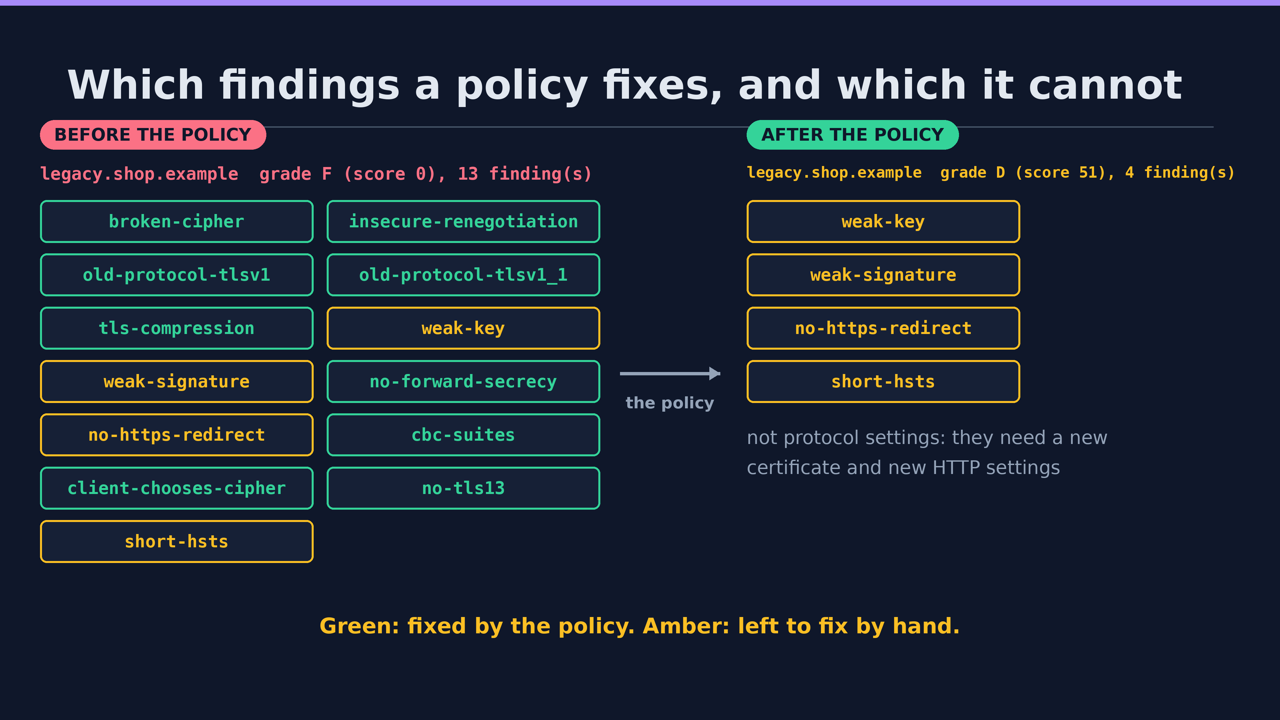 Which findings a policy fixes, and which it cannot
BEFORE THE POLICY
legacy.shop.example  grade F (score 0), 13 finding(s)
broken-cipher
insecure-renegotiation
old-protocol-tlsv1
old-protocol-tlsv1_1
tls-compression
weak-key
weak-signature
no-forward-secrecy
no-https-redirect
cbc-suites
client-chooses-cipher
no-tls13
short-hsts
the policy
AFTER THE POLICY
legacy.shop.example  grade D (score 51), 4 finding(s)
weak-key
weak-signature
no-https-redirect
short-hsts
not protocol settings: they need a new
certificate and new HTTP settings
Green: fixed by the policy. Amber: left to fix by hand.